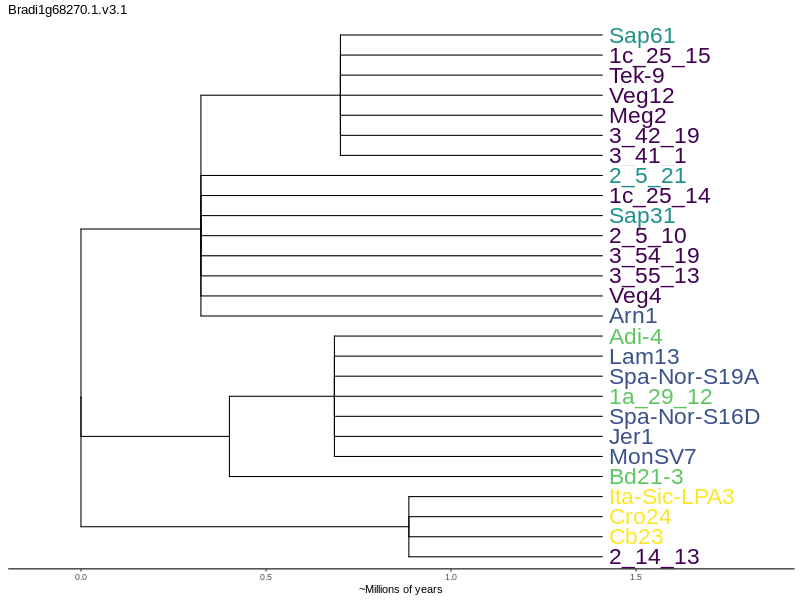 Bradi1g68270.1.v3.1
Sap61
1c_25_15
Tek-9
Veg12
Meg2
3_42_19
3_41_1
2_5_21
1c_25_14
Sap31
2_5_10
3_54_19
3_55_13
Veg4
Arn1
Adi-4
Lam13
Spa-Nor-S19A
1a_29_12
Spa-Nor-S16D
Jer1
MonSV7
Bd21-3
Ita-Sic-LPA3
Cro24
Cb23
2_14_13
0.0 0.5 1.0 1.5
~Millions of years